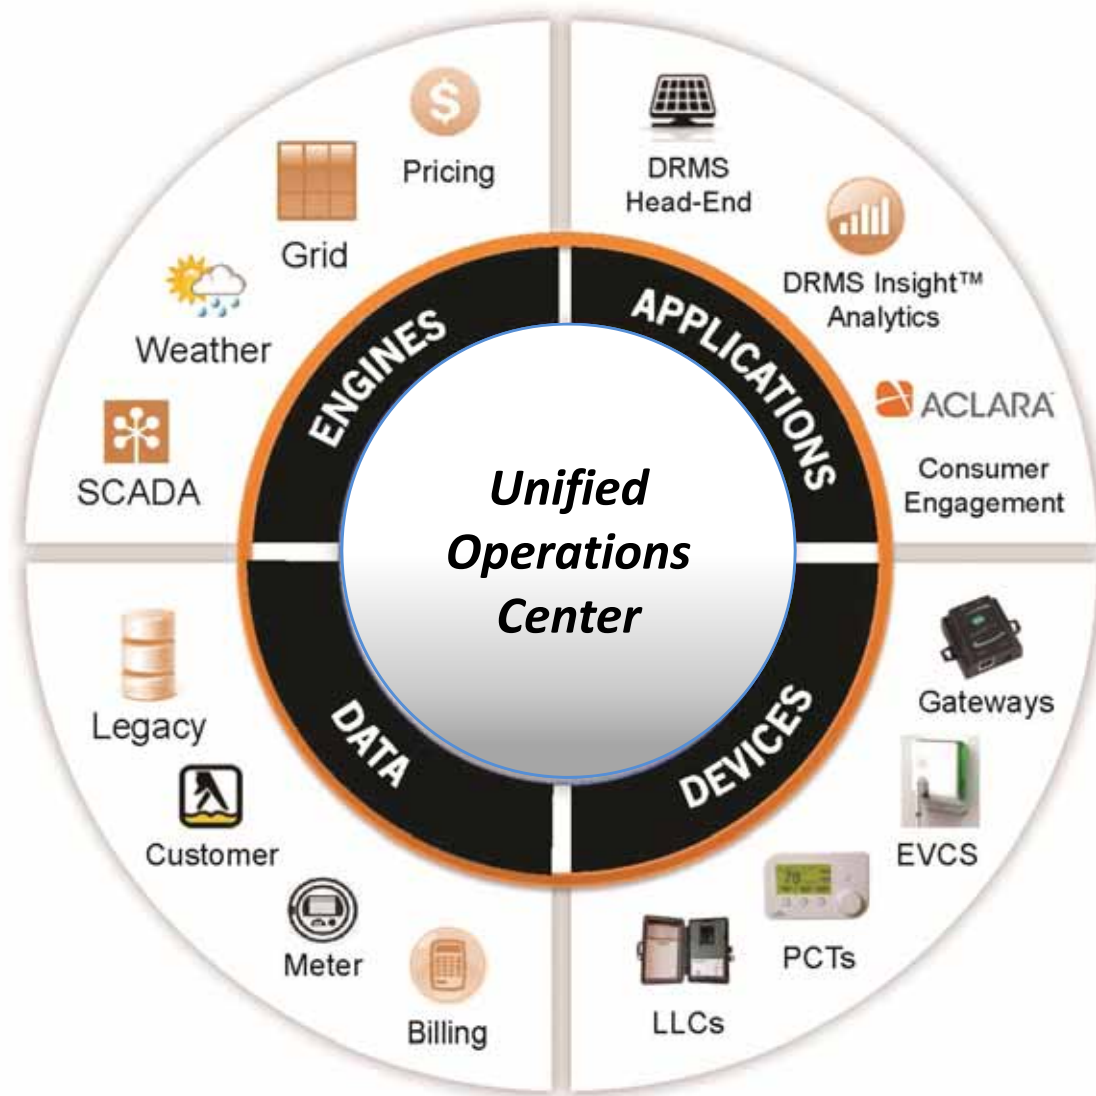 Pricing
Grid
Weather
SCADA
ENGINES
DRMS
Head-End
DRMS Insight™
Analytics
ACLARA
Consumer
Engagement
APPLICATIONS
Unified
Operations
Center
Legacy
Customer
Meter
Billing
DATA
Gateways
EVCS
PCTs
LLCs
DEVICES